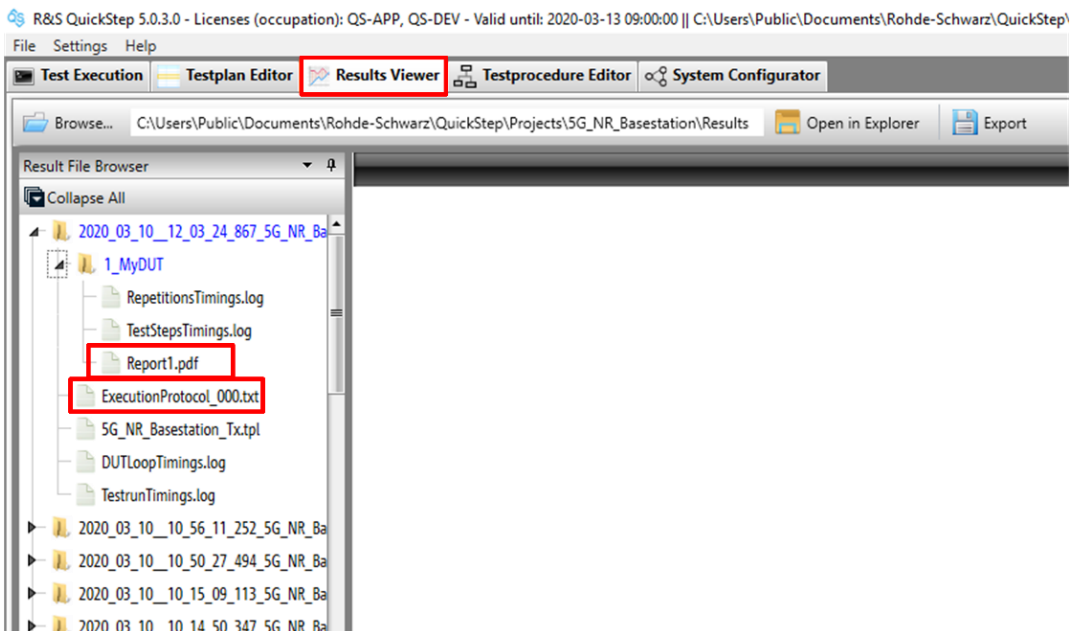 R&S QuickStep 5.0.3.0 - Licenses (occupation): QS-APP, QS-DEV - Valid until: 2020-03-13 09:00:00 || C:\Users\Public\Documents\Rohde-Schwarz\QuickStep\
File Settings Help
Test Execution Testplan Editor Results Viewer Testprocedure Editor System Configurator
Browse... C:\Users\Public\Documents\Rohde-Schwarz\QuickStep\Projects\5G_NR_Basestation\Results Open in Explorer Export
Result File Browser
Collapse All
2020_03_10__12_03_24_867_5G_NR_Ba
1_MyDUT
RepetitionsTimings.log
TestStepsTimings.log
Report1.pdf
ExecutionProtocol_000.txt
5G_NR_Basestation_Tx.tpl
DUTLoopTimings.log
TestrunTimings.log
2020_03_10__10_56_11_252_5G_NR_Ba
2020_03_10__10_50_27_494_5G_NR_Ba
2020_03_10__10_15_09_113_5G_NR_Ba
2020_03_10__10_14_50_347_5G_NR_Ba